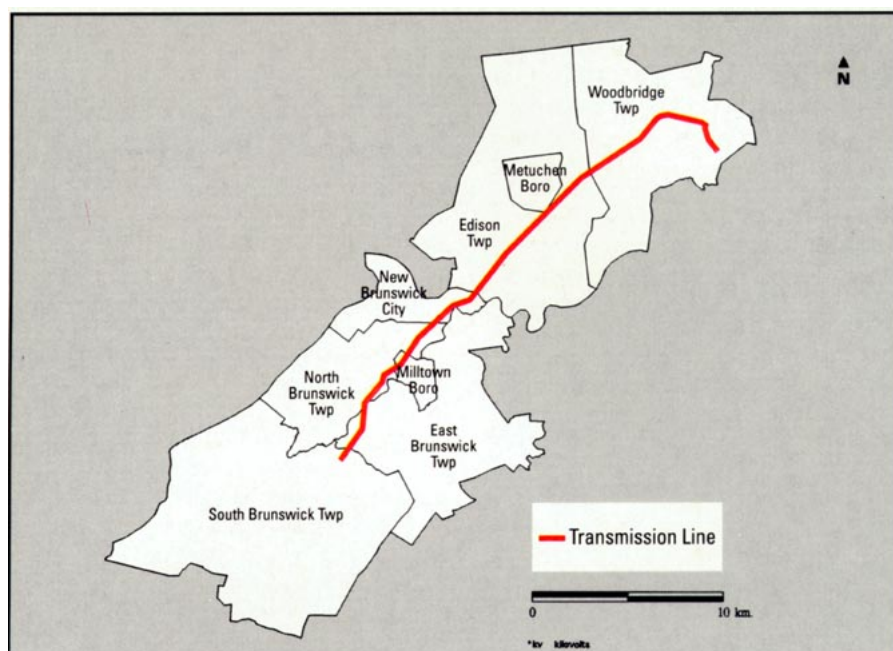 N
Woodbridge
Twp
Metuchen
Boro
Edison
Twp
New
Brunswick
City
North
Brunswick
Twp
Milltown
Boro
East
Brunswick
Twp
South Brunswick Twp
Transmission Line
0
10 km.
*kv kilovolts